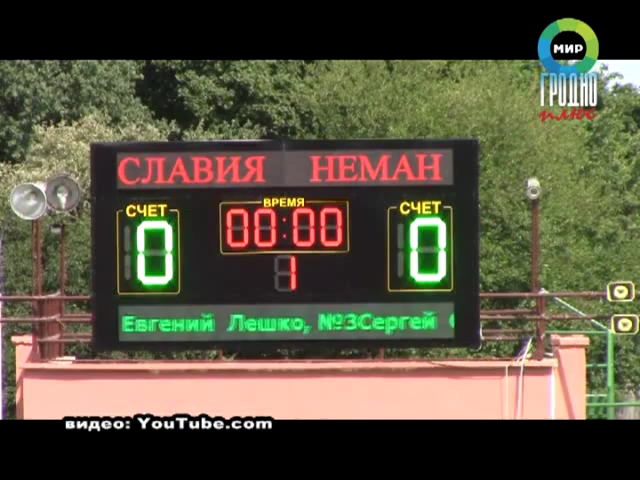 МИР
ГРОДНО
плюс
СЛАВИЯ НЕМАН
СЧЕТ ВРЕМЯ СЧЕТ
0 00:00 0
1
Евгений Лешко, №3Сергей
видео: YouTube.com